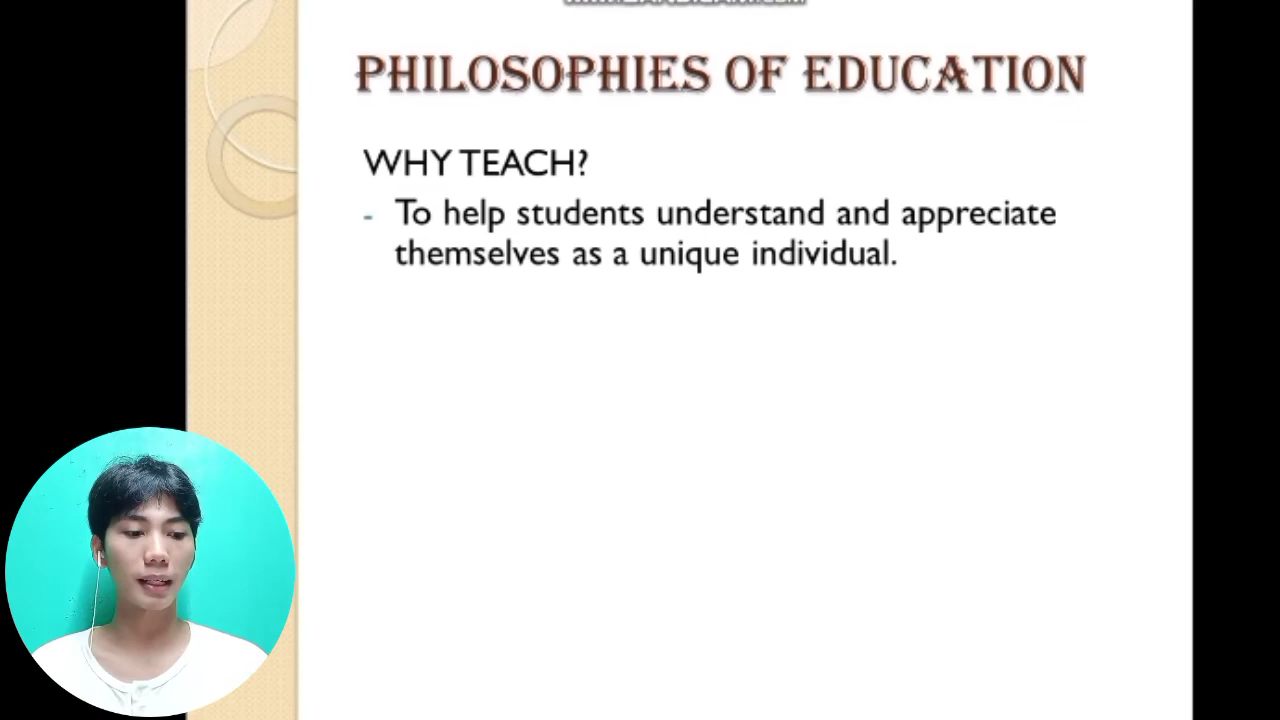 PHILOSOPHIES OF EDUCATION
WHY TEACH?
- To help students understand and appreciate
themselves as a unique individual.